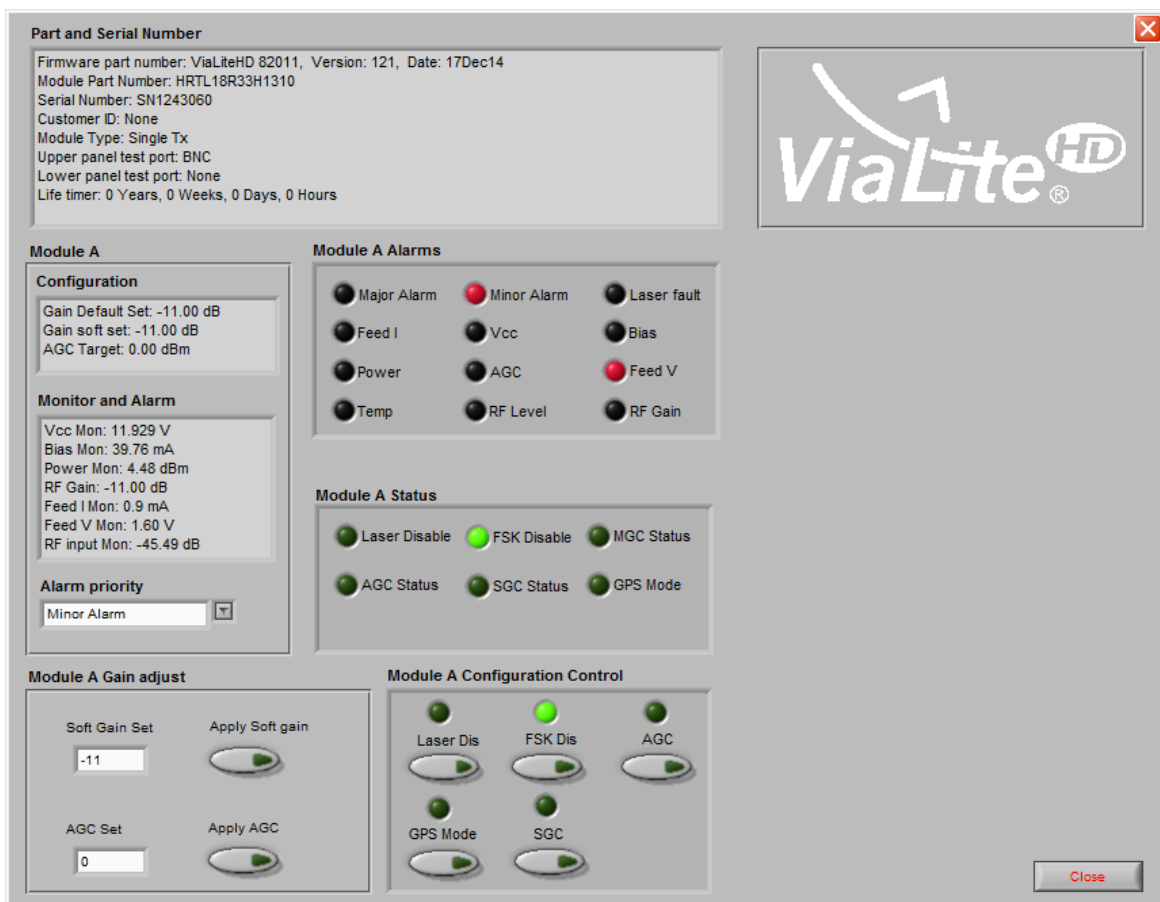 Part and Serial Number
Firmware part number: ViaLiteHD 82011, Version: 121, Date: 17Dec14
Module Part Number: HRTL18R33H1310
Serial Number: SN1243060
Customer ID: None
Module Type: Single Tx
Upper panel test port: BNC
Lower panel test port: None
Life timer: 0 Years, 0 Weeks, 0 Days, 0 Hours
ViaLite HD ®
Module A
Configuration
Gain Default Set: -11.00 dB
Gain soft set: -11.00 dB
AGC Target: 0.00 dBm
Monitor and Alarm
Vcc Mon: 11.929 V
Bias Mon: 39.76 mA
Power Mon: 4.48 dBm
RF Gain: -11.00 dB
Feed I Mon: 0.9 mA
Feed V Mon: 1.60 V
RF input Mon: -45.49 dB
Alarm priority
Minor Alarm
Module A Alarms
Major Alarm Minor Alarm Laser fault
Feed I Vcc Bias
Power AGC Feed V
Temp RF Level RF Gain
Module A Status
Laser Disable FSK Disable MGC Status
AGC Status SGC Status GPS Mode
Module A Gain adjust
Soft Gain Set Apply Soft gain
-11
AGC Set Apply AGC
0
Module A Configuration Control
Laser Dis FSK Dis AGC
GPS Mode SGC
Close